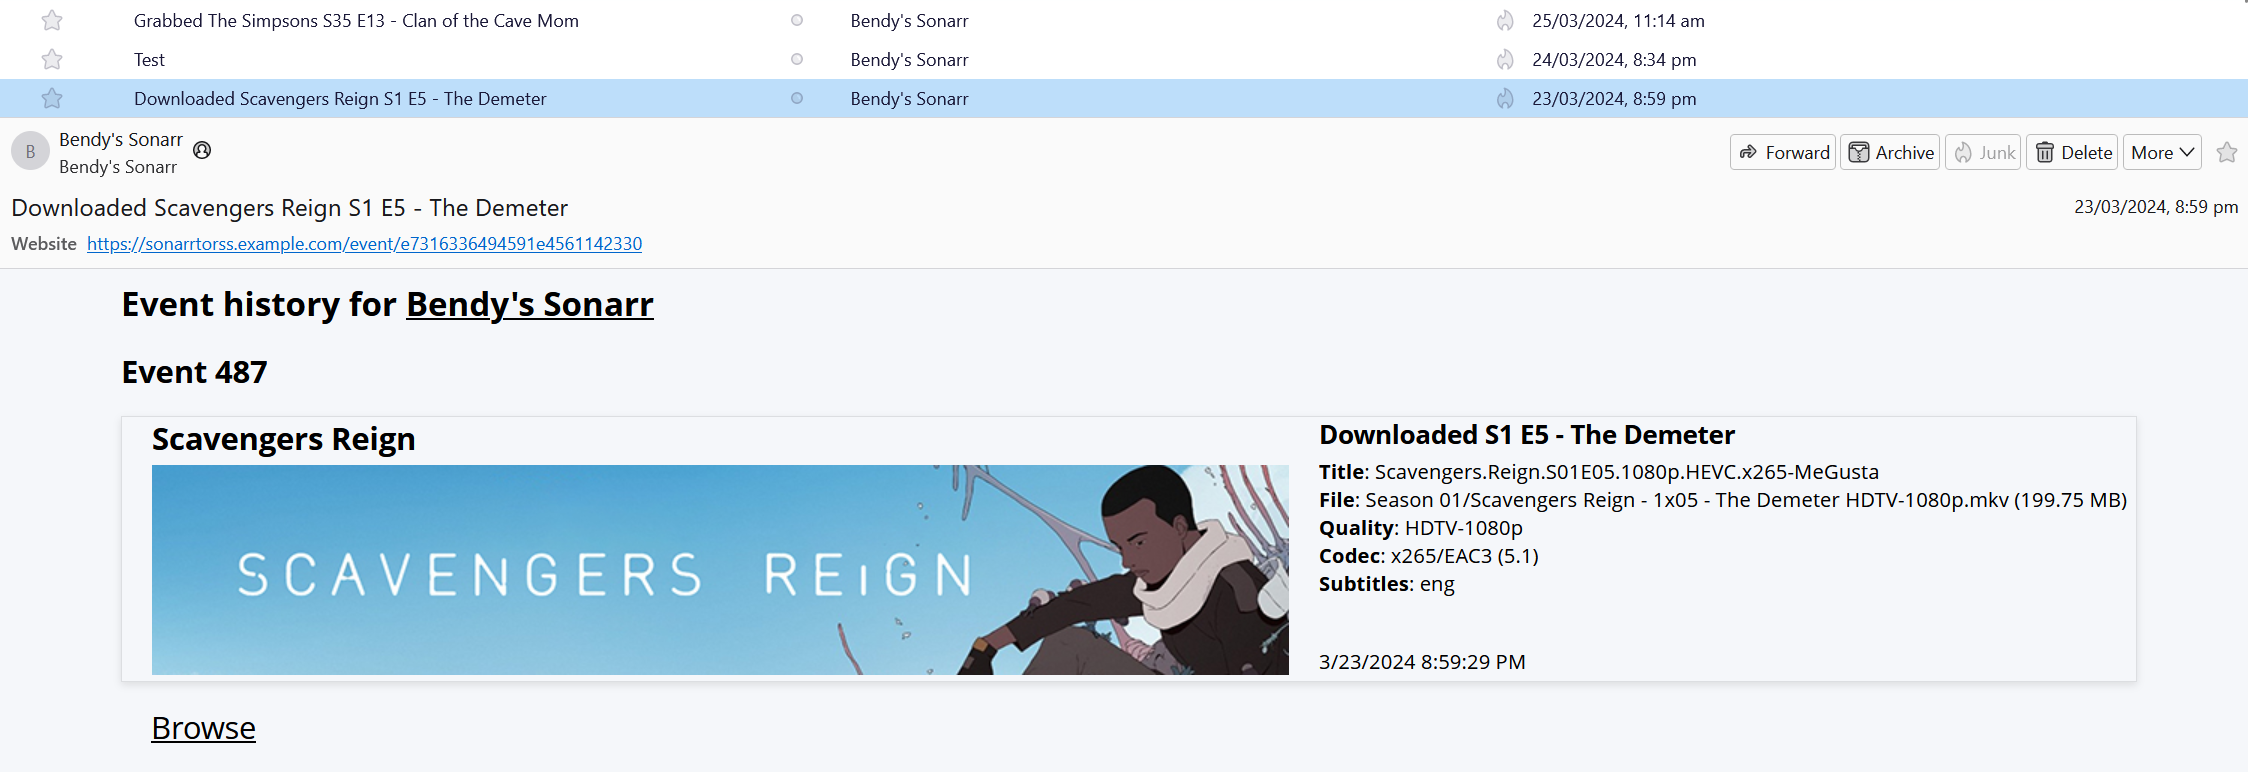 Grabbed The Simpsons S35 E13 - Clan of the Cave Mom Bendy's Sonarr 25/03/2024, 11:14 am
Test Bendy's Sonarr 24/03/2024, 8:34 pm
Downloaded Scavengers Reign S1 E5 - The Demeter Bendy's Sonarr 23/03/2024, 8:59 pm
B Bendy's Sonarr
Bendy's Sonarr
Forward Archive Junk Delete More
Downloaded Scavengers Reign S1 E5 - The Demeter 23/03/2024, 8:59 pm
Website https://sonarrtorss.example.com/event/e7316336494591e4561142330
Event history for Bendy's Sonarr
Event 487
Scavengers Reign
SCAVENGERS REiGN
Downloaded S1 E5 - The Demeter
Title: Scavengers.Reign.S01E05.1080p.HEVC.x265-MeGusta
File: Season 01/Scavengers Reign - 1x05 - The Demeter HDTV-1080p.mkv (199.75 MB)
Quality: HDTV-1080p
Codec: x265/EAC3 (5.1)
Subtitles: eng
3/23/2024 8:59:29 PM
Browse